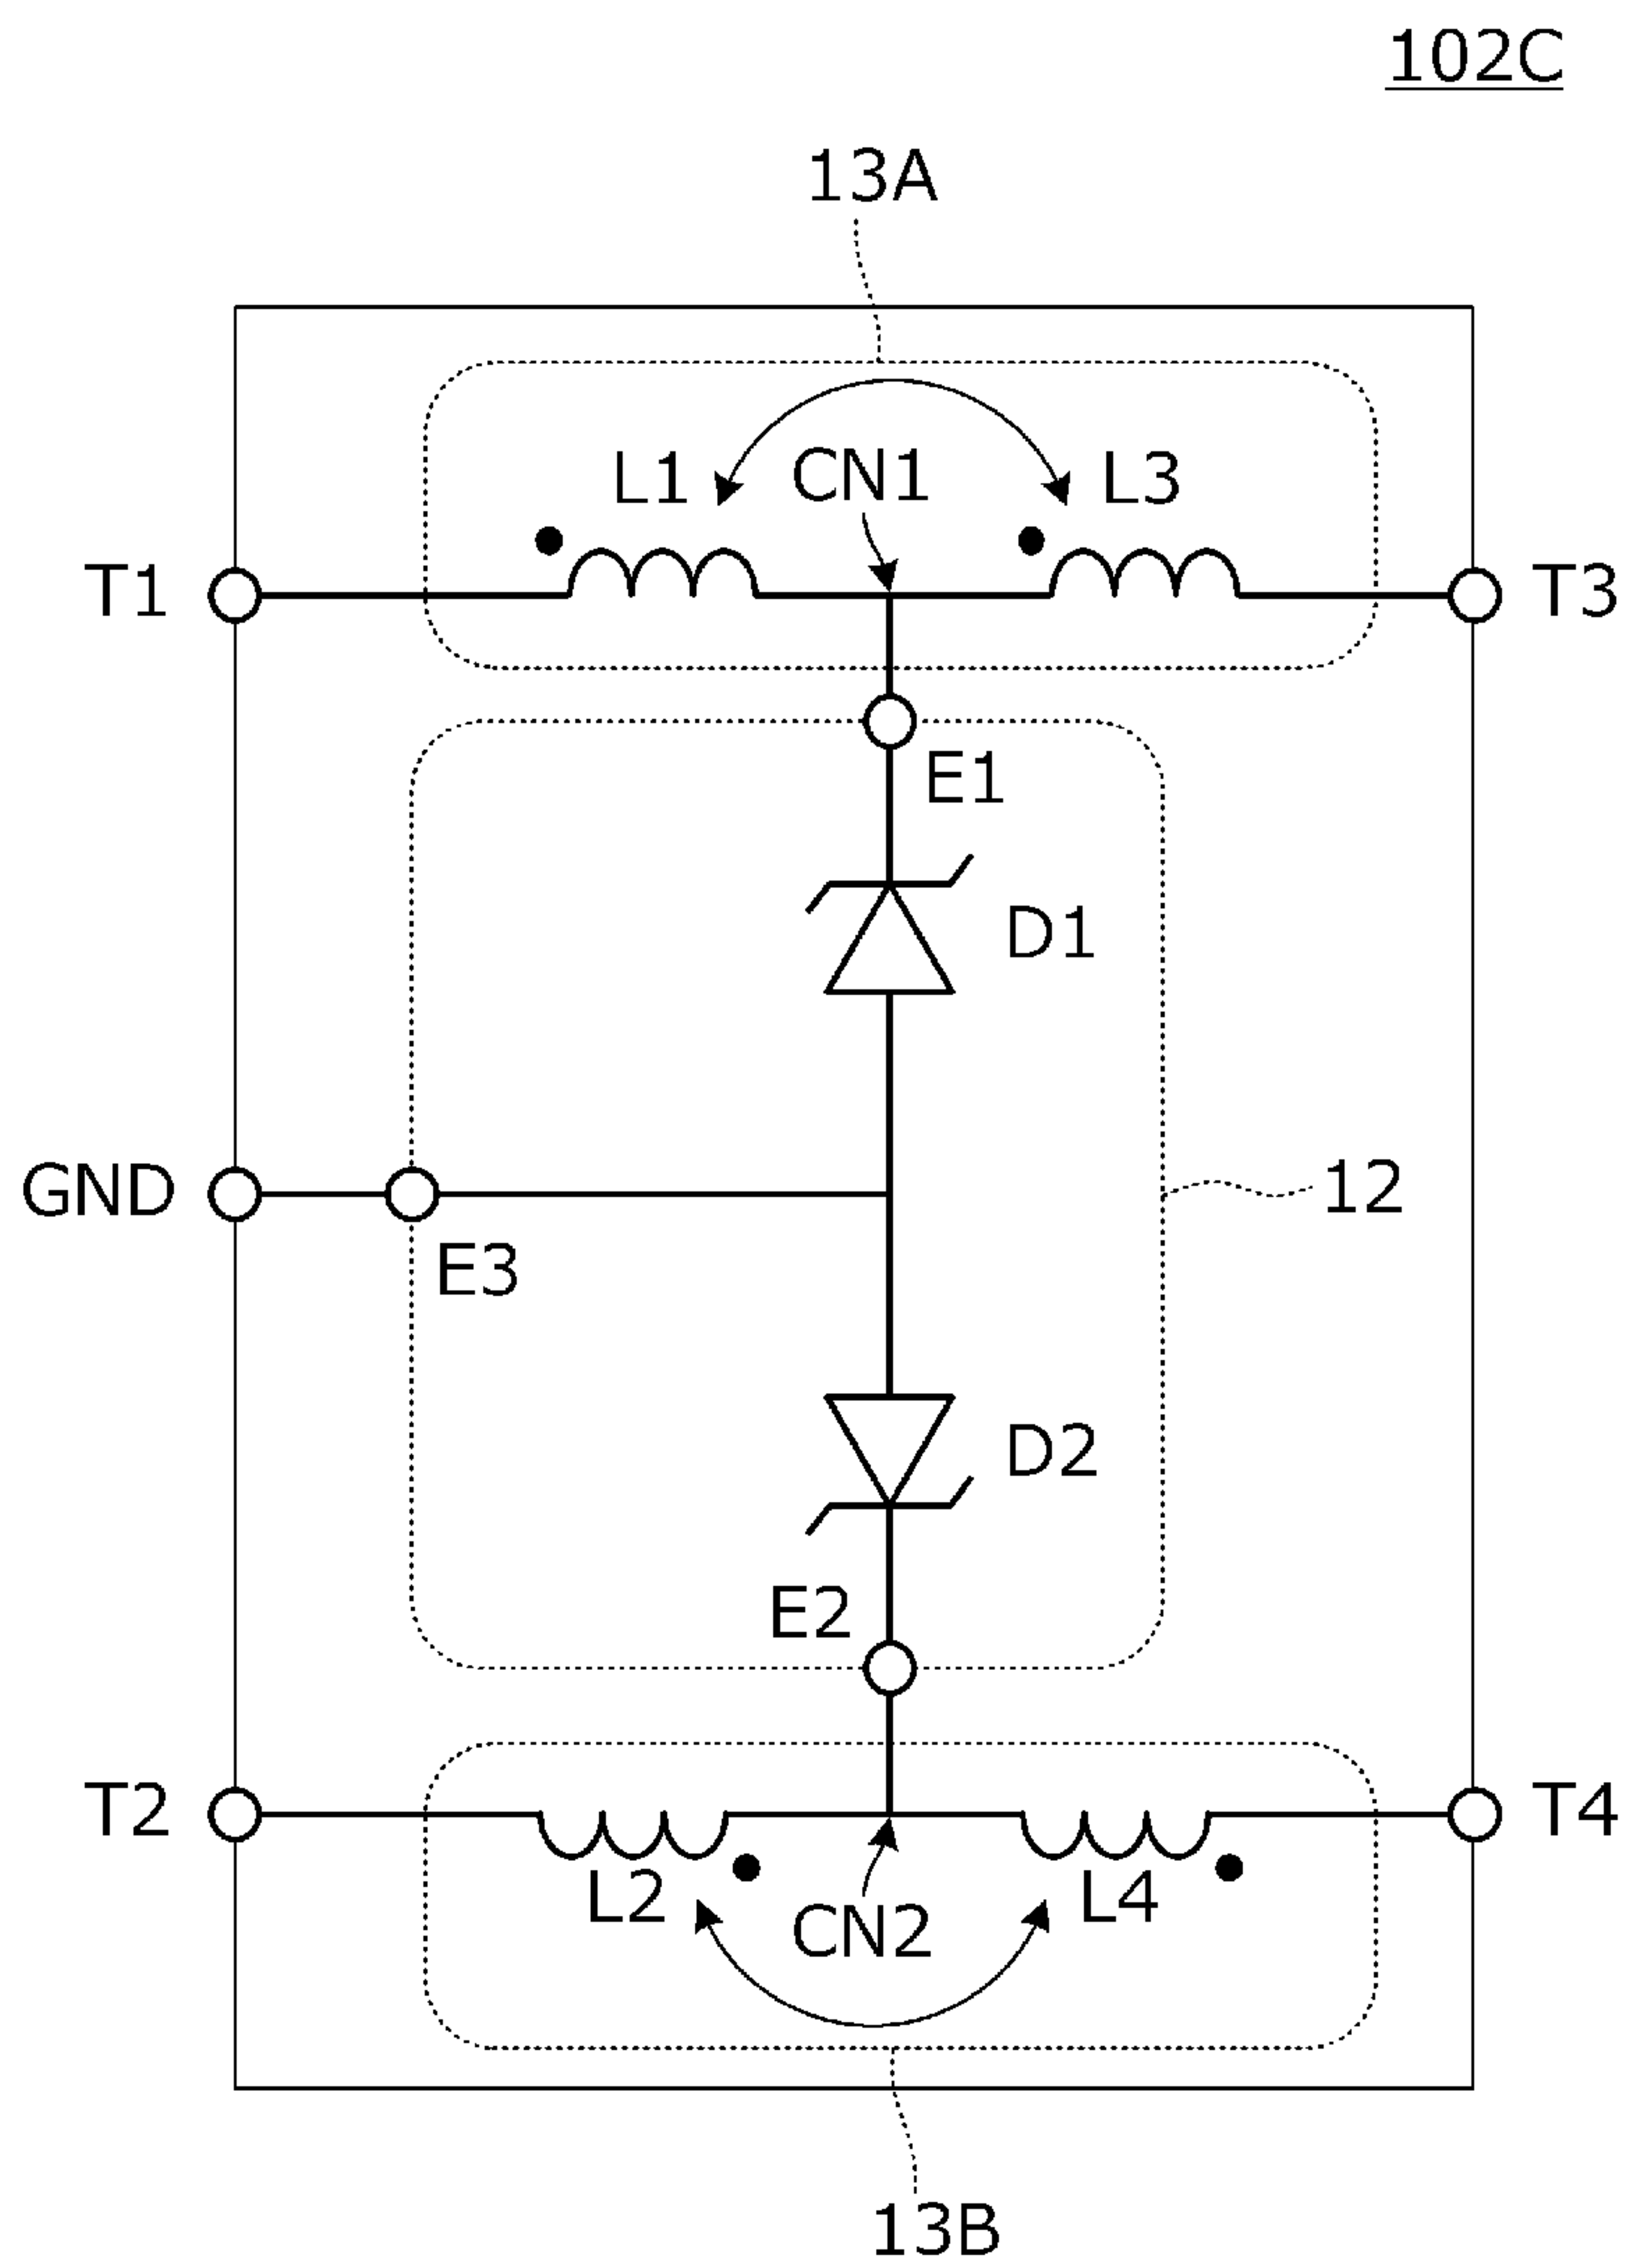 102C
13A
L1
CN1
L3
T1
T3
E1
D1
GND
12
E3
D2
E2
T2
T4
L2
CN2
L4
13B